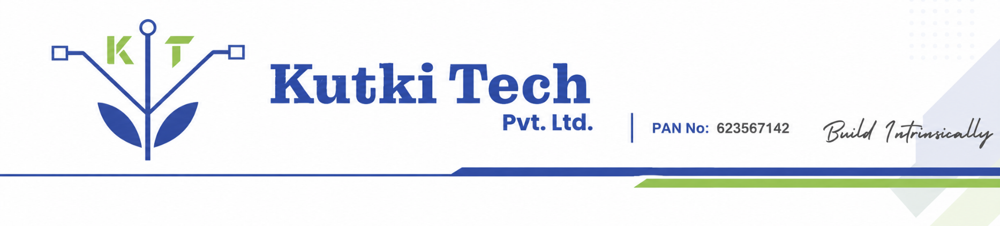 K T
Kutki Tech
Pvt. Ltd.
PAN No: 623567142
Build Intrinsically